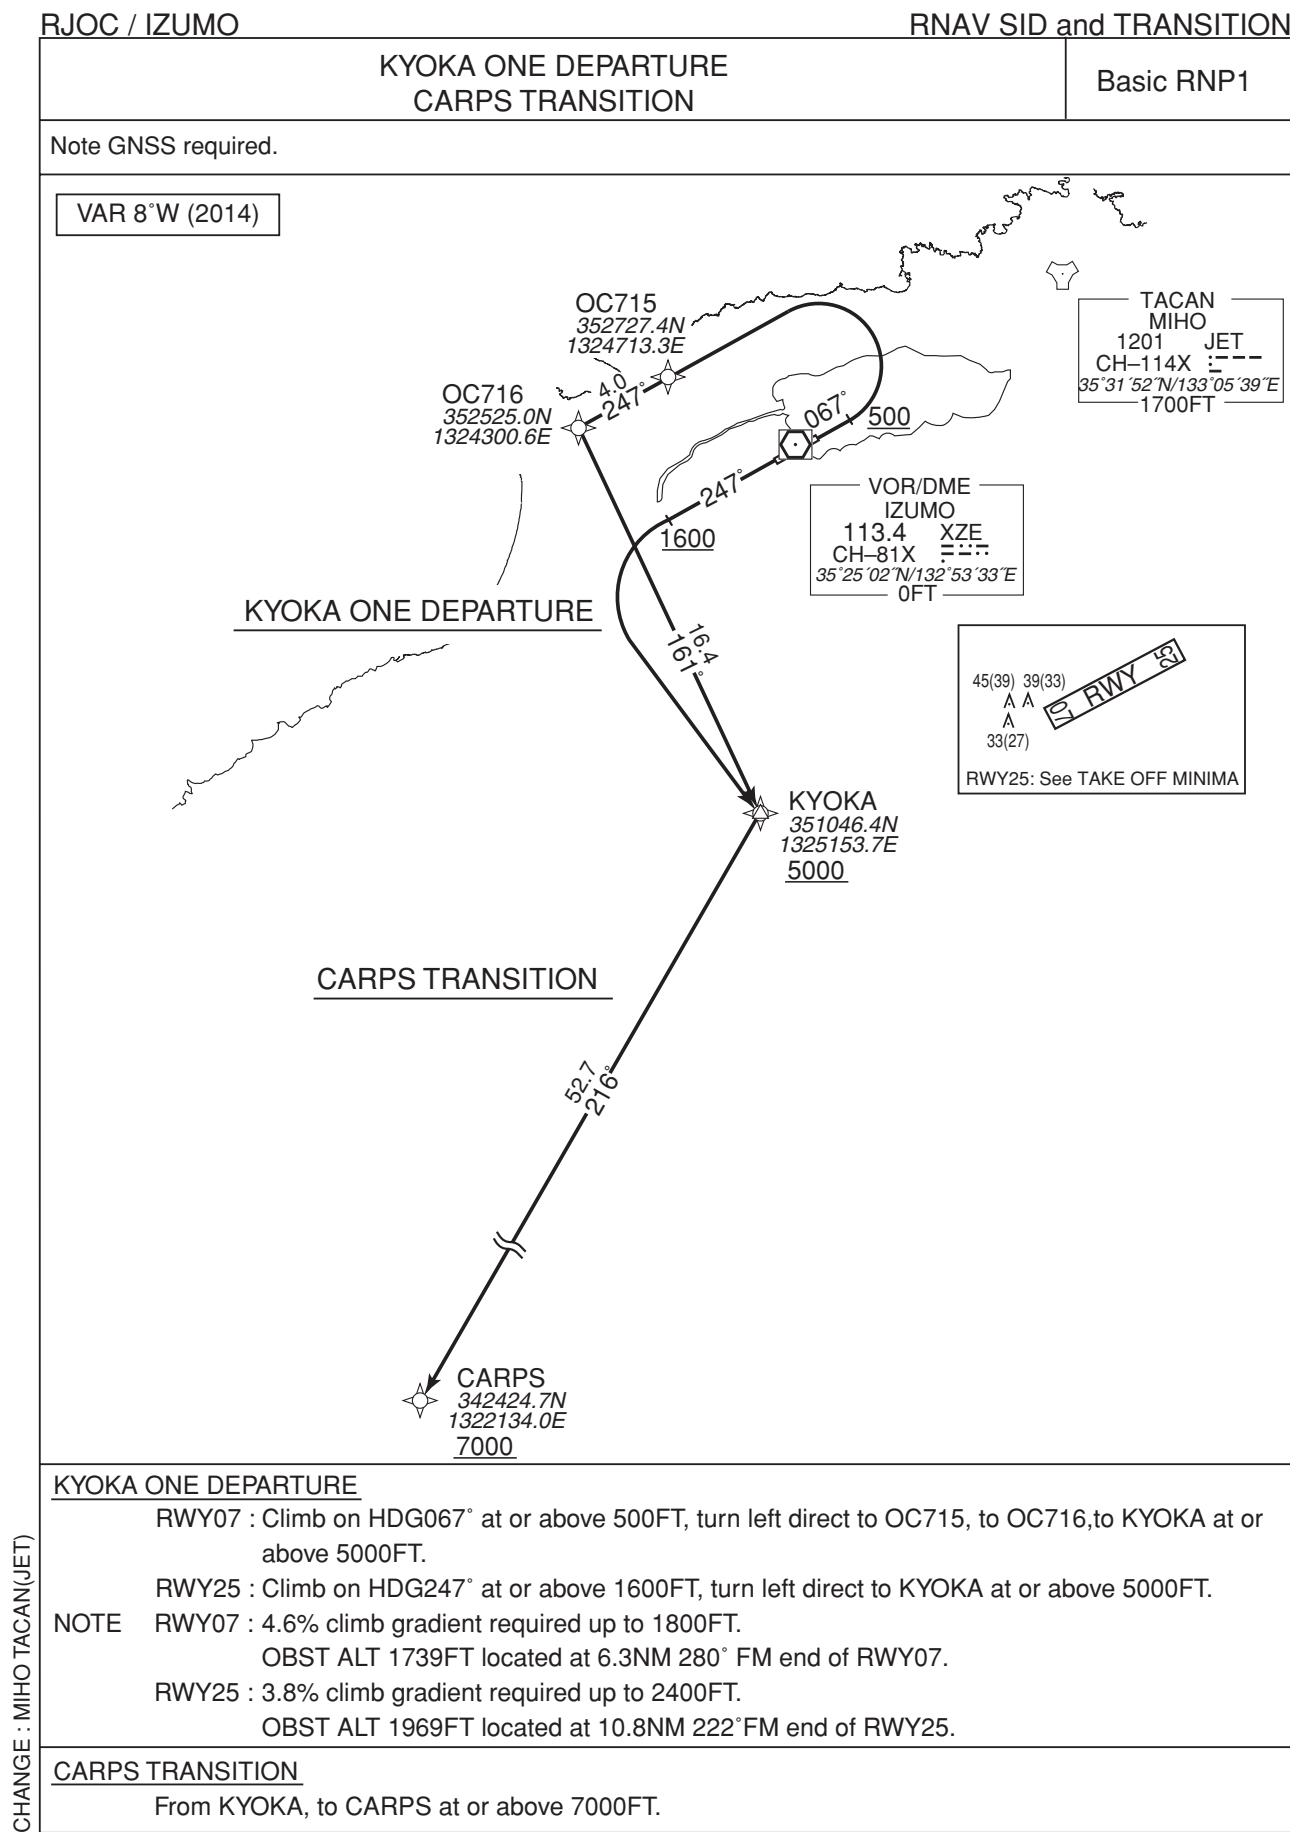 RJOC / IZUMO
RNAV SID and TRANSITION
KYOKA ONE DEPARTURE
CARPS TRANSITION
Basic RNP1
Note GNSS required.
VAR 8˚W (2014)
OC715
352727.4N
1324713.3E
OC716
352525.0N
1324300.6E
4.0
247˚
067˚
500
247˚
1600
TACAN
MIHO
1201 JET
CH–114X
35˚31´52˝N/133˚05´39˝E
1700FT
VOR/DME
IZUMO
113.4 XZE
CH–81X
35˚25´02˝N/132˚53´33˝E
0FT
KYOKA ONE DEPARTURE
16.4
161˚
45(39) 39(33)
33(27)
07 RWY 25
RWY25: See TAKE OFF MINIMA
KYOKA
351046.4N
1325153.7E
5000
CARPS TRANSITION
52.7
216˚
CARPS
342424.7N
1322134.0E
7000
KYOKA ONE DEPARTURE
RWY07 : Climb on HDG067˚ at or above 500FT, turn left direct to OC715, to OC716,to KYOKA at or
above 5000FT.
RWY25 : Climb on HDG247˚ at or above 1600FT, turn left direct to KYOKA at or above 5000FT.
NOTE RWY07 : 4.6% climb gradient required up to 1800FT.
OBST ALT 1739FT located at 6.3NM 280˚ FM end of RWY07.
RWY25 : 3.8% climb gradient required up to 2400FT.
OBST ALT 1969FT located at 10.8NM 222˚FM end of RWY25.
CARPS TRANSITION
From KYOKA, to CARPS at or above 7000FT.
CHANGE : MIHO TACAN(JET)